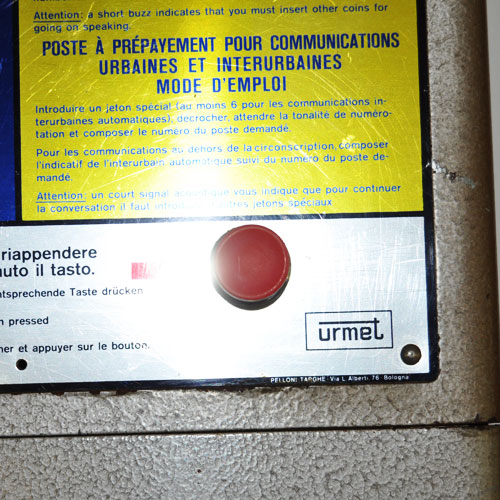 Attention: a short buzz indicates that you must insert other coins for
going on speaking.
POSTE À PRÉPAYEMENT POUR COMMUNICATIONS
URBAINES ET INTERURBAINES
MODE D'EMPLOI
Introduire un jeton spécial (au moins 6 pour les communications in-
terurbaines automatiques), décrocher, attendre la tonalité de numéro-
tation et composer le numéro du poste demandé.
Pour les communications au dehors de la circonscription, composer
l'indicatif de l'interurbain automatique suivi du numéro du poste de-
mandé
Attention: un court signal acoustique vous indique que pour continuer
la conversation il faut introduire d'autres jetons spéciaux
riappendere
uto il tasto.
tsprechende Taste drücken
n pressed
her et appuyer sur le bouton.
urmet
PELLONI TARGHE - Via L. Alberti 76 - Bologna